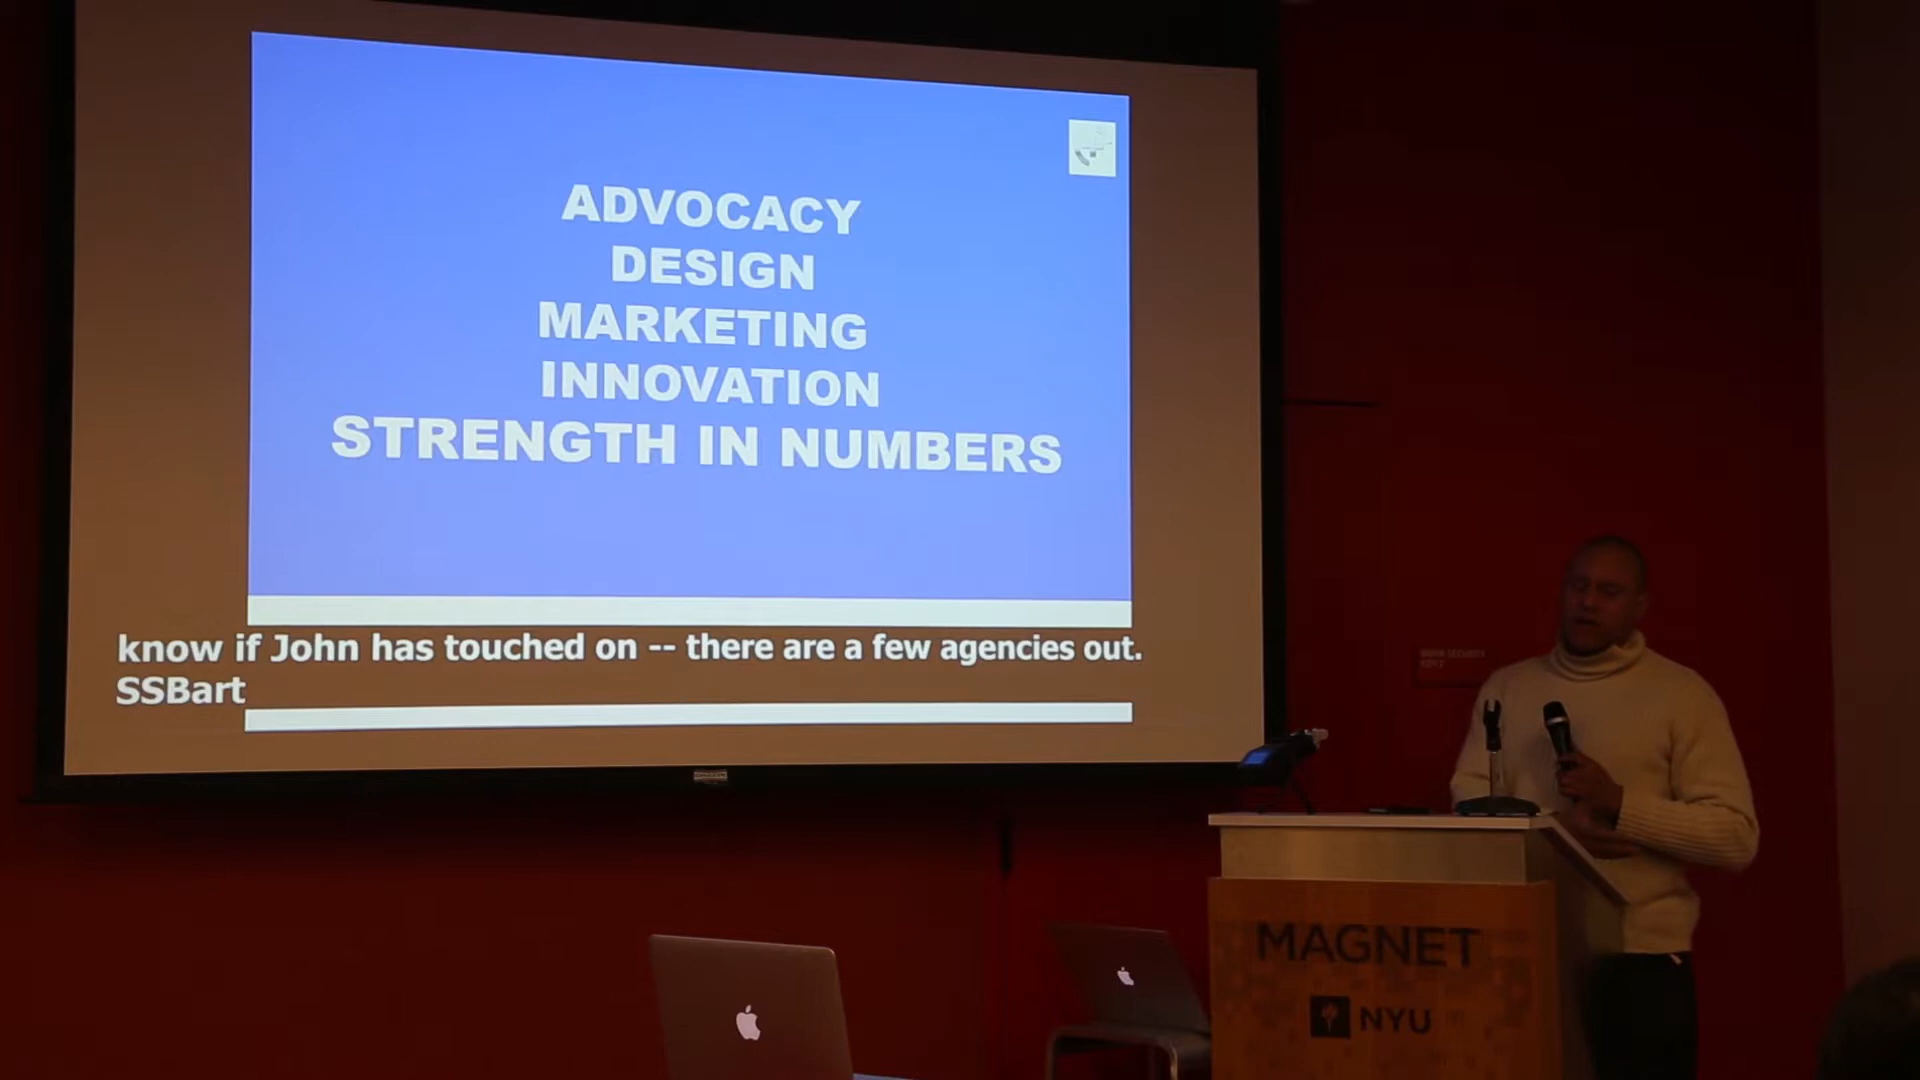 ADVOCACY
DESIGN
MARKETING
INNOVATION
STRENGTH IN NUMBERS
know if John has touched on -- there are a few agencies out.
SSBart
MAGNET
NYU